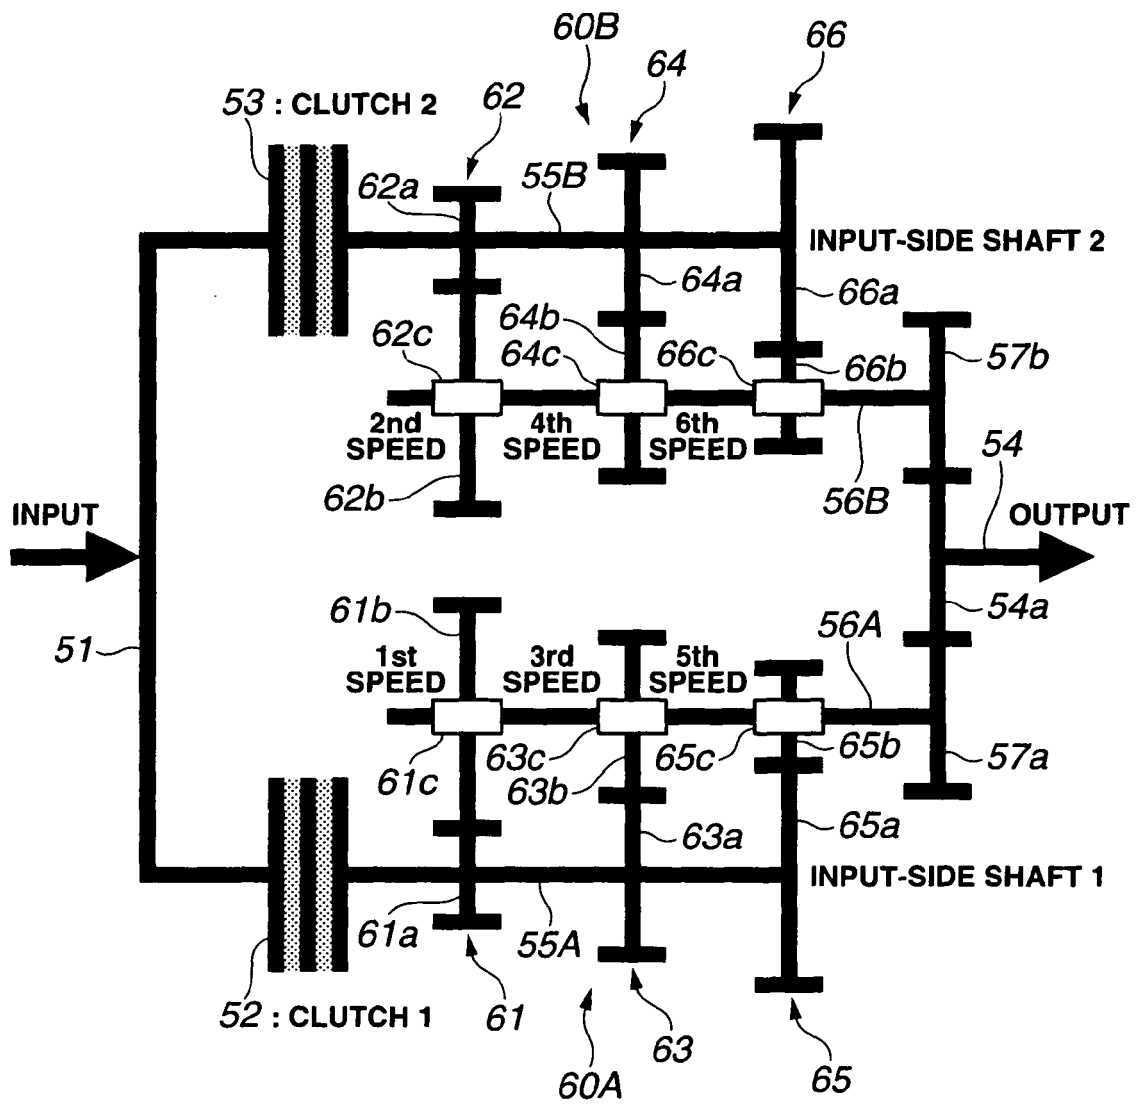 60B
66
64
53 : CLUTCH 2
62
62a
55B
INPUT-SIDE SHAFT 2
64a
66a
64b
62c
64c
66c
66b
57b
2nd
SPEED
4th
SPEED
6th
SPEED
54
62b
56B
INPUT
OUTPUT
61b
54a
56A
51
1st
SPEED
3rd
SPEED
5th
SPEED
63c
65c
65b
57a
61c
63b
63a
65a
INPUT-SIDE SHAFT 1
61a
55A
52 : CLUTCH 1
61
63
60A
65